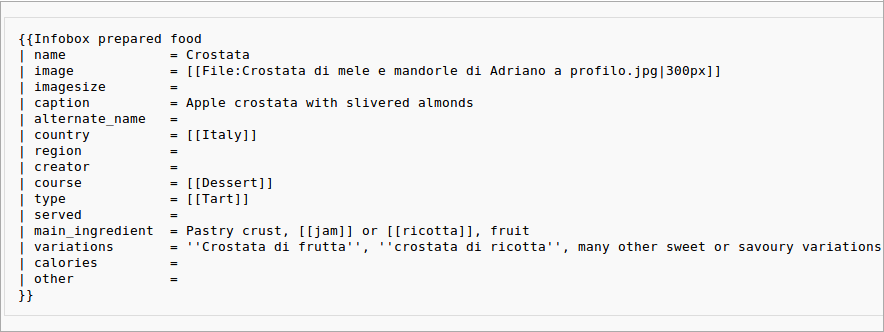 {{Infobox prepared food
| name             = Crostata
| image            = [[File:Crostata di mele e mandorle di Adriano a profilo.jpg|300px]]
| imagesize        =
| caption          = Apple crostata with slivered almonds
| alternate_name   =
| country          = [[Italy]]
| region           =
| creator          =
| course           = [[Dessert]]
| type             = [[Tart]]
| served           =
| main_ingredient  = Pastry crust, [[jam]] or [[ricotta]], fruit
| variations       = ''Crostata di frutta'', ''crostata di ricotta'', many other sweet or savoury variations
| calories         =
| other            =
}}